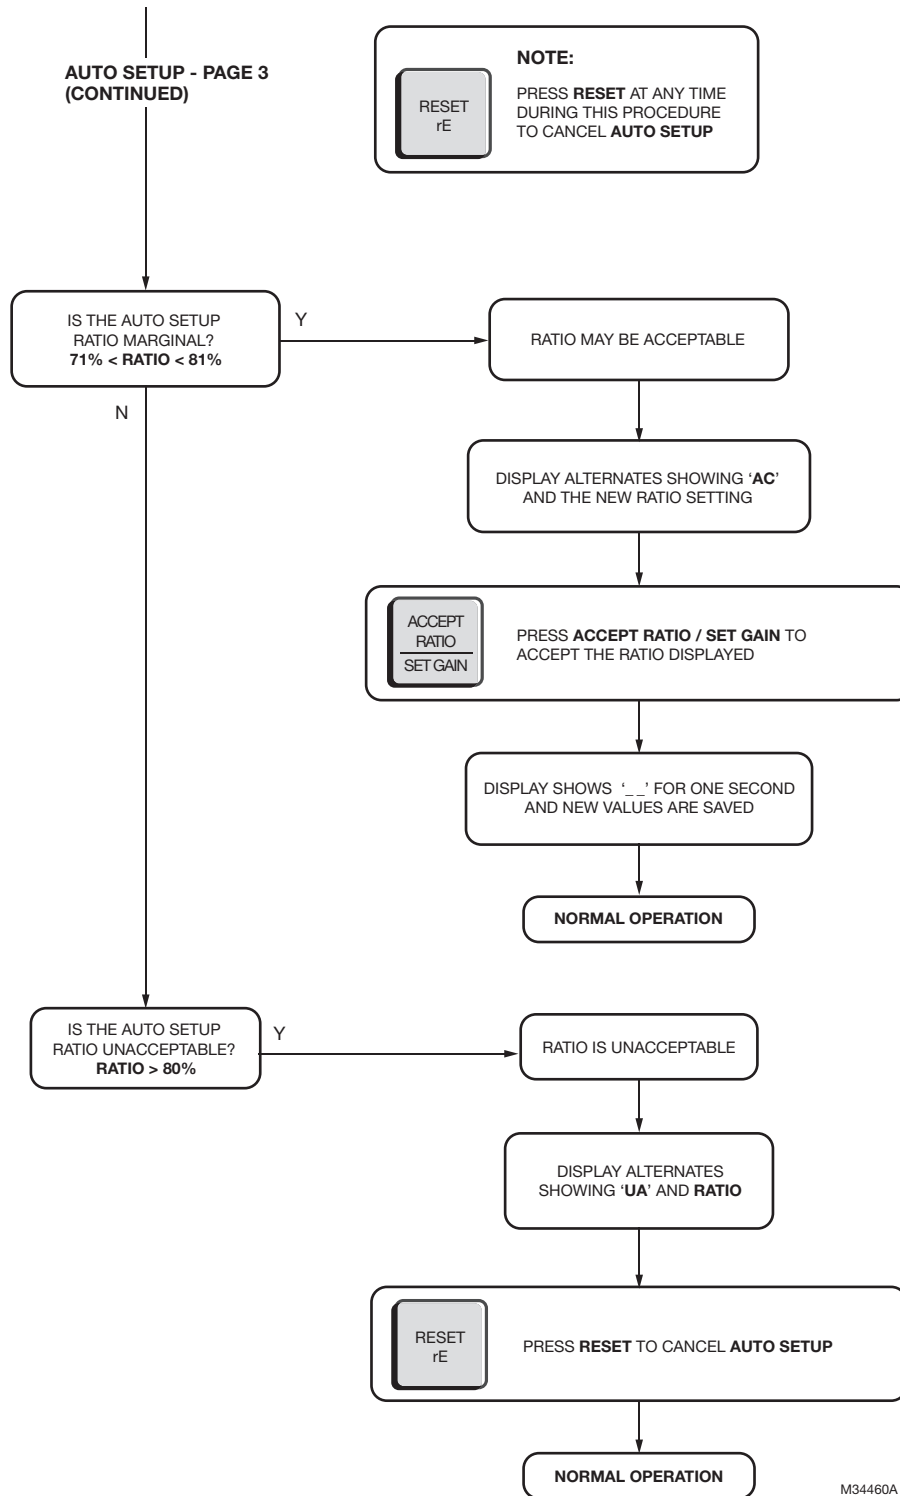 AUTO SETUP - PAGE 3
(CONTINUED)
RESET
rE
NOTE:
PRESS RESET AT ANY TIME
DURING THIS PROCEDURE
TO CANCEL AUTO SETUP
IS THE AUTO SETUP
RATIO MARGINAL?
71% < RATIO < 81%
Y
N
RATIO MAY BE ACCEPTABLE
DISPLAY ALTERNATES SHOWING ‘AC’
AND THE NEW RATIO SETTING
ACCEPT
RATIO
SET GAIN
PRESS ACCEPT RATIO / SET GAIN TO
ACCEPT THE RATIO DISPLAYED
DISPLAY SHOWS ‘_ _’ FOR ONE SECOND
AND NEW VALUES ARE SAVED
NORMAL OPERATION
IS THE AUTO SETUP
RATIO UNACCEPTABLE?
RATIO > 80%
Y
RATIO IS UNACCEPTABLE
DISPLAY ALTERNATES
SHOWING ‘UA’ AND RATIO
RESET
rE
PRESS RESET TO CANCEL AUTO SETUP
NORMAL OPERATION
M34460A